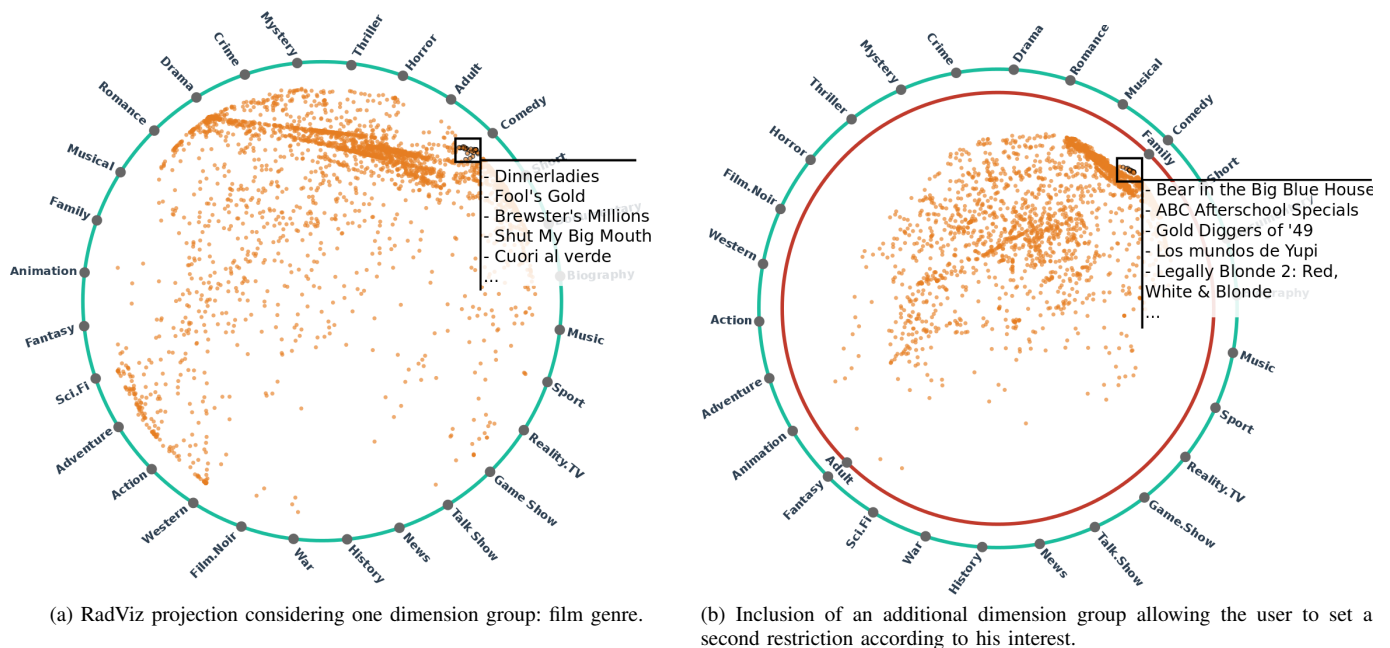 Mystery
Thriller
Crime
Horror
Drama
Adult
Romance
Comedy
Musical
Short
- Dinnerladies
- Fool's Gold
Family
- Brewster's Millions
- Shut My Big Mouth
- Cuori al verde
Animation
Biography
...
Fantasy
Music
Sci.Fi
Sport
Adventure
Reality.TV
Action
Game Show
Western
Talk.Show
Film.Noir
News
War
History
(a) RadViz projection considering one dimension group: film genre.
Drama
Crime
Romance
Mystery
Musical
Thriller
Comedy
Horror
Family
Short
Film.Noir
- Bear in the Big Blue House
- ABC Afterschool Specials
- Gold Diggers of '49
Western
- Los mundos de Yupi
- Legally Blonde 2: Red,
White & Blonde
...
Action
Music
Adventure
Sport
Animation
Reality.TV
Adult
Fantasy
Game.Show
Sci.Fi
Talk.Show
War
News
History
(b) Inclusion of an additional dimension group allowing the user to set a
second restriction according to his interest.